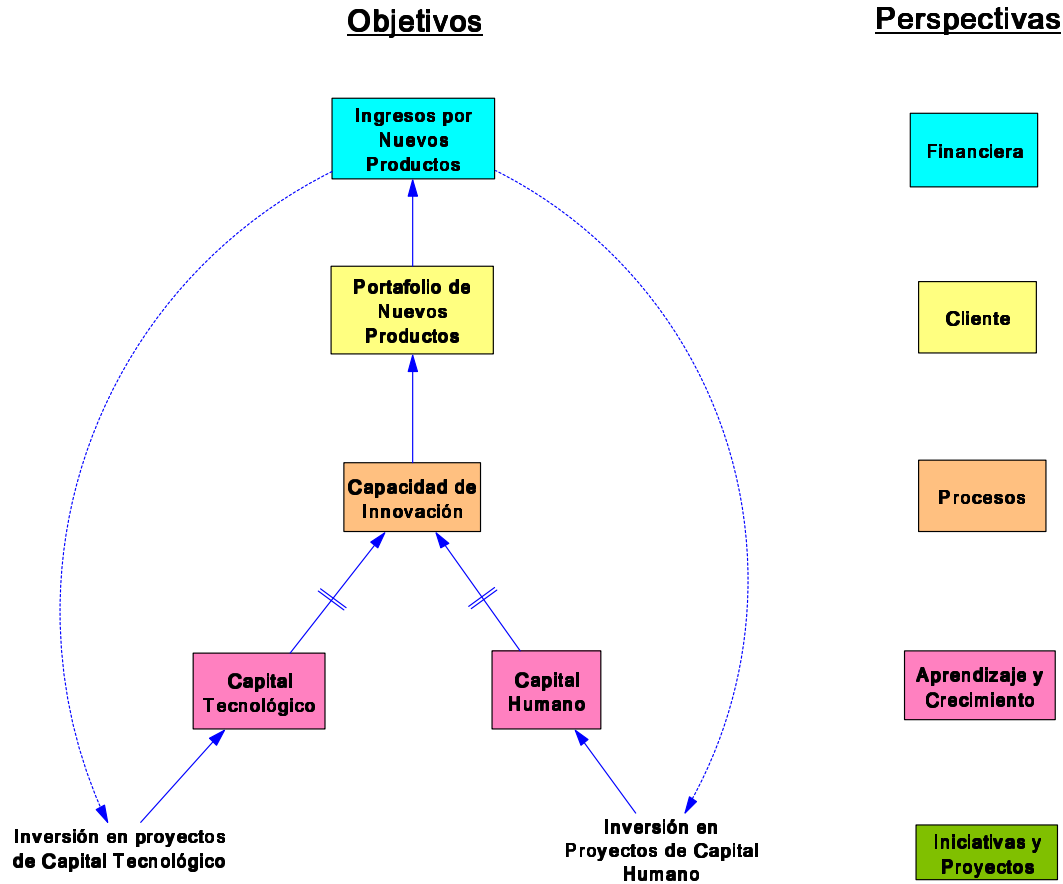 Objetivos
Perspectivas
Ingresos por
Nuevos
Productos
Financiera
Portafolio de
Nuevos
Productos
Cliente
Capacidad de
Innovación
Procesos
Capital
Tecnológico
Capital
Humano
Aprendizaje y
Crecimiento
Inversión en proyectos
de Capital Tecnológico
Inversión en
Proyectos de Capital
Humano
Iniciativas y
Proyectos